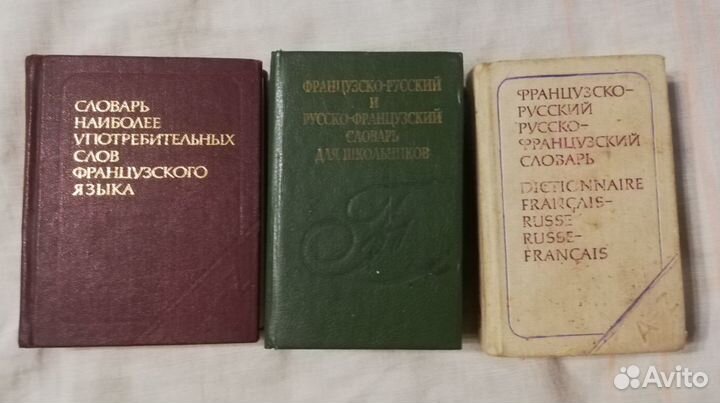 СЛОВАРЬ
НАИБОЛЕЕ
УПОТРЕБИТЕЛЬНЫХ
СЛОВ
ФРАНЦУЗСКОГО
ЯЗЫКА
ФРАНЦУЗСКО-РУССКИЙ
И
РУССКО-ФРАНЦУЗСКИЙ
СЛОВАРЬ
ДЛЯ ШКОЛЬНИКОВ
ФРАНЦУЗСКО-
РУССКИЙ
РУССКО-
ФРАНЦУЗСКИЙ
СЛОВАРЬ
DICTIONNAIRE
FRANÇAIS-
RUSSE
RUSSE-
FRANÇAIS
Avito